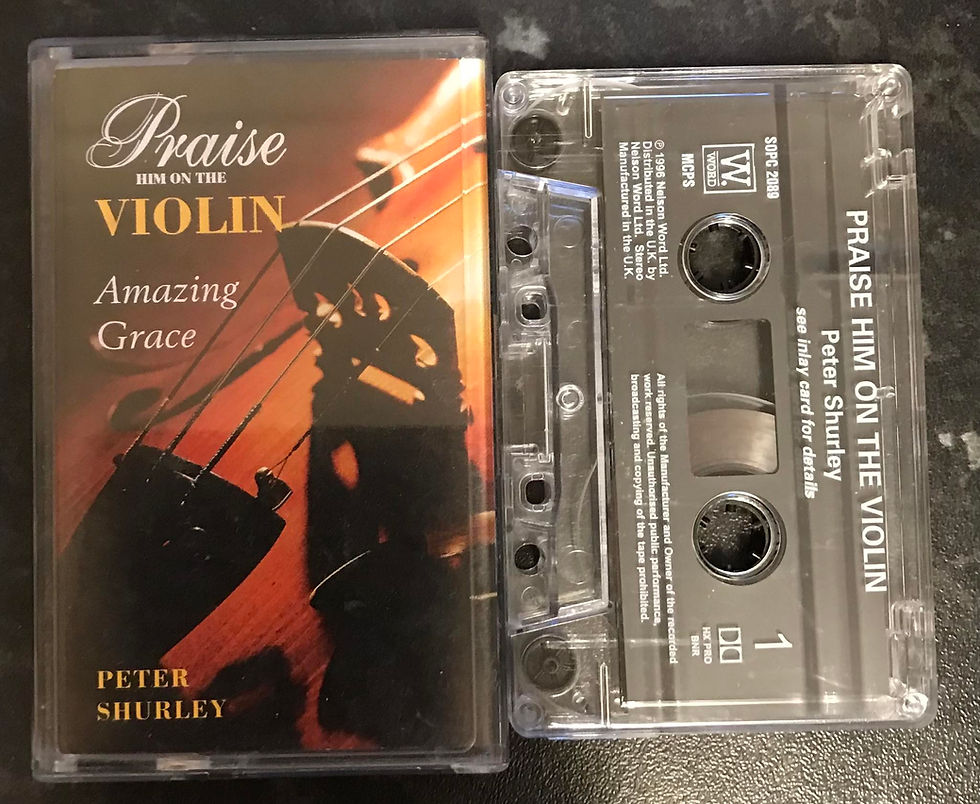 Praise
HIM ON THE
VIOLIN
Amazing
Grace
PETER
SHURLEY
PRAISE HIM ON THE VIOLIN
Peter Shurley
see inlay card for details
SOPC 2089
W.
WORD
MCPS
℗ 1996 Nelson Word Ltd.
Distributed in the U.K. by
Nelson Word Ltd. Stereo
Manufactured in the U.K.
1
HX PRO
BNR
All rights of the Manufacturer and Owner of the recorded
work reserved. Unauthorised public performance,
broadcasting and copying of the tape prohibited.